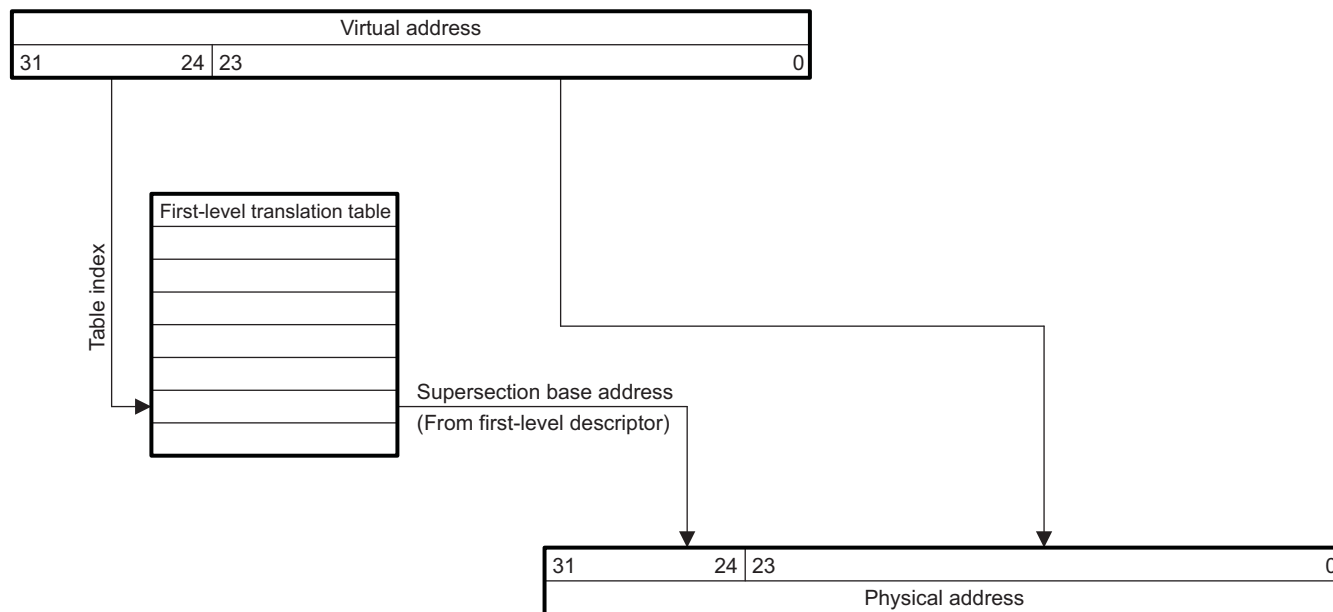 Virtual address
31 24 23 0
First-level translation table
Table index
Supersection base address
(From first-level descriptor)
31 24 23 0
Physical address